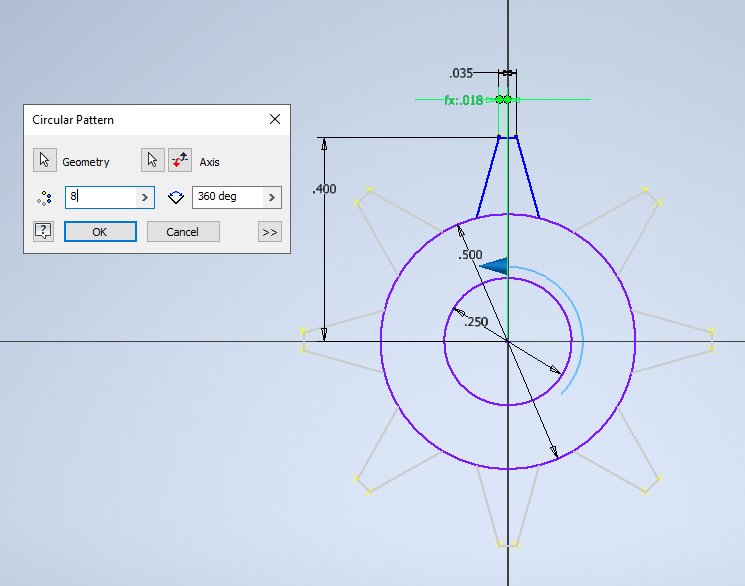 .035
fx:.018
Circular Pattern
Geometry
Axis
8
360 deg
OK
Cancel
>>
?
.400
.500
.250